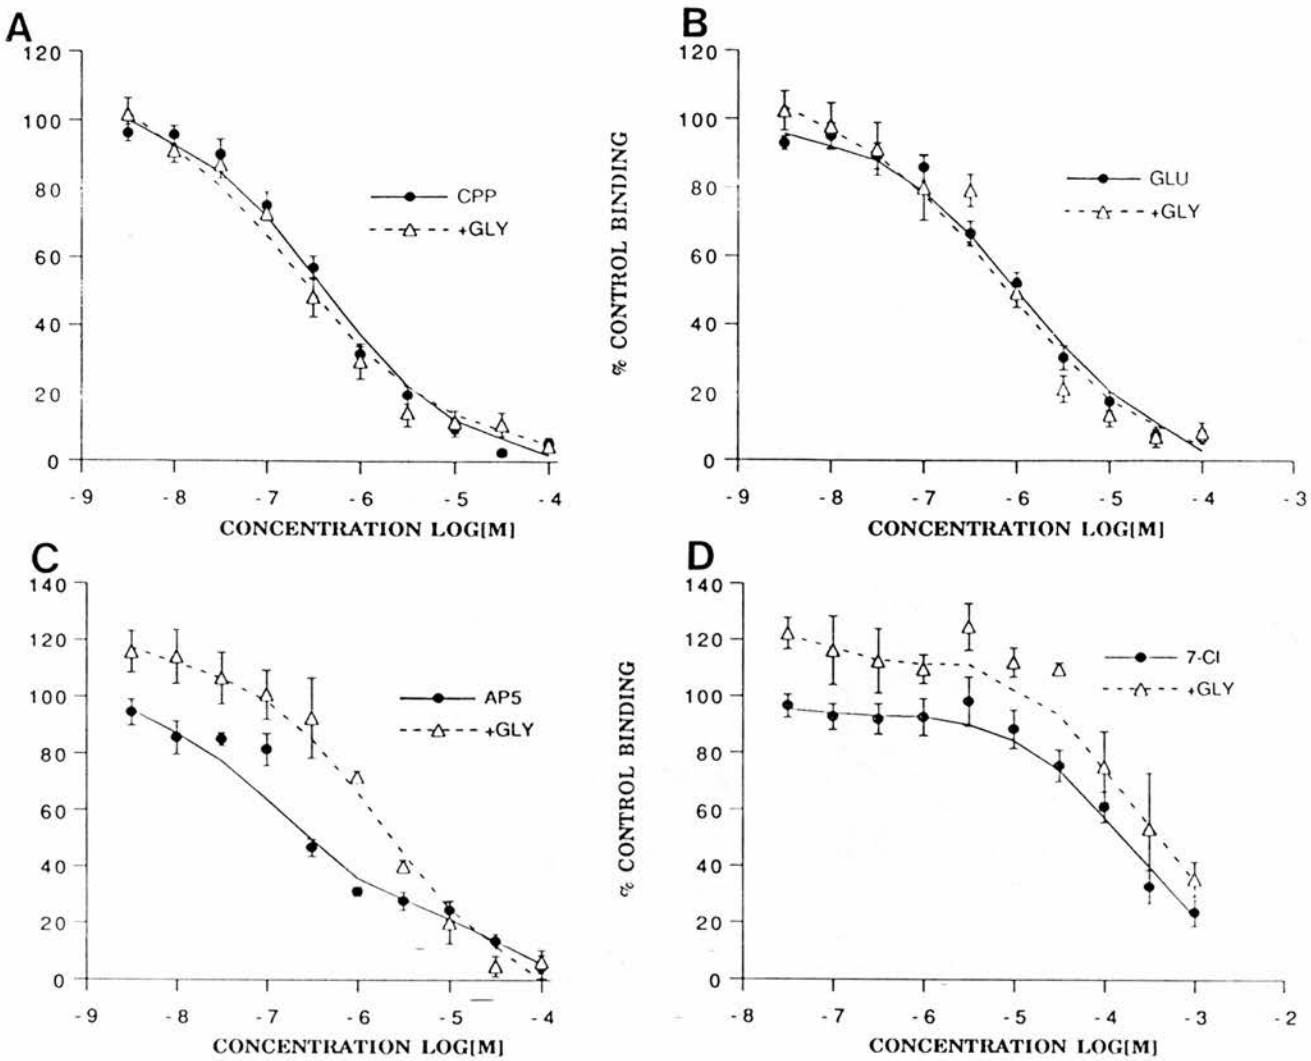 A
120
100
80
60
40
20
0
-9 -8 -7 -6 -5 -4
CONCENTRATION LOG[M]
CPP
+GLY
B
% CONTROL BINDING
120
100
80
60
40
20
0
-9 -8 -7 -6 -5 -4 -3
CONCENTRATION LOG[M]
GLU
+GLY
C
140
120
100
80
60
40
20
0
-9 -8 -7 -6 -5 -4
CONCENTRATION LOG[M]
AP5
+GLY
D
% CONTROL BINDING
140
120
100
80
60
40
20
0
-8 -7 -6 -5 -4 -3 -2
CONCENTRATION LOG[M]
7-Cl
+GLY